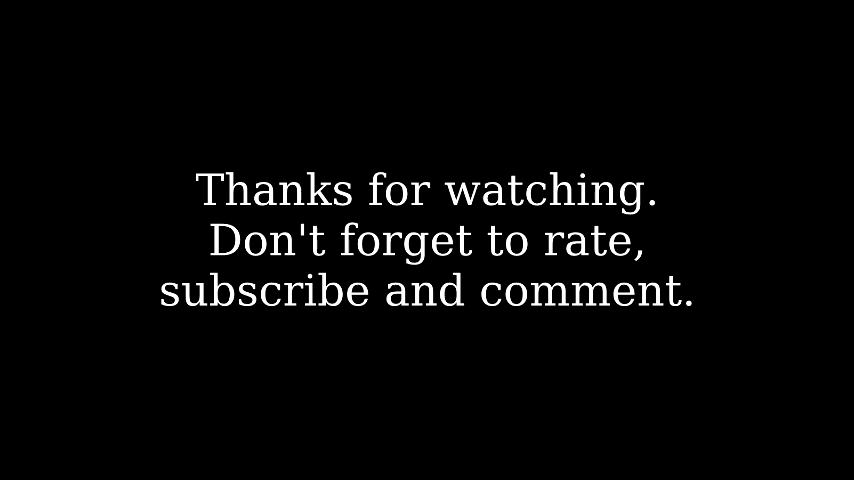 Thanks for watching.
Don't forget to rate,
subscribe and comment.